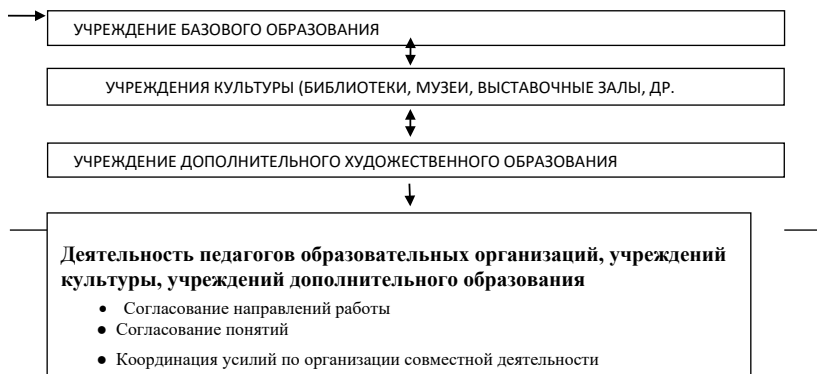 УЧРЕЖДЕНИЕ БАЗОВОГО ОБРАЗОВАНИЯ
УЧРЕЖДЕНИЯ КУЛЬТУРЫ (БИБЛИОТЕКИ, МУЗЕИ, ВЫСТАВОЧНЫЕ ЗАЛЫ, ДР.
УЧРЕЖДЕНИЕ ДОПОЛНИТЕЛЬНОГО ХУДОЖЕСТВЕННОГО ОБРАЗОВАНИЯ
Деятельность педагогов образовательных организаций, учреждений
культуры, учреждений дополнительного образования
• Согласование направлений работы
• Согласование понятий
• Координация усилий по организации совместной деятельности